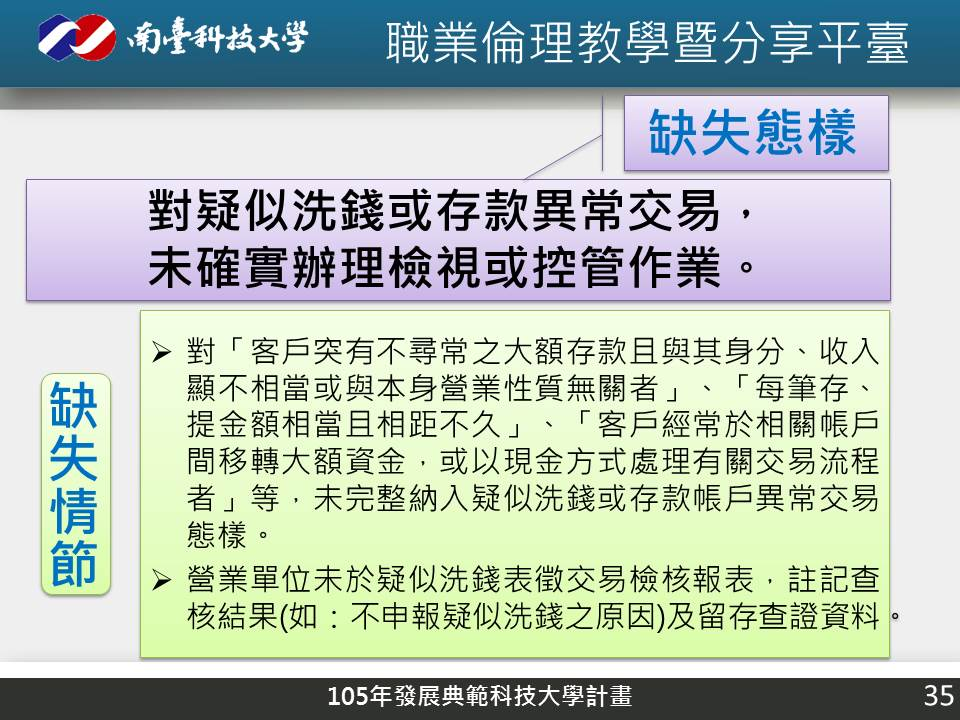 南臺科技大學
職業倫理教學暨分享平臺
缺失態樣
對疑似洗錢或存款異常交易，
未確實辦理檢視或控管作業。
缺失情節
➢ 對「客戶突有不尋常之大額存款且與其身分、收入
顯不相當或與本身營業性質無關者」、「每筆存、
提金額相當且相距不久」、「客戶經常於相關帳戶
間移轉大額資金，或以現金方式處理有關交易流程
者」等，未完整納入疑似洗錢或存款帳戶異常交易
態樣。
➢ 營業單位未於疑似洗錢表徵交易檢核報表，註記查
核結果(如：不申報疑似洗錢之原因)及留存查證資料。
105年發展典範科技大學計畫
35